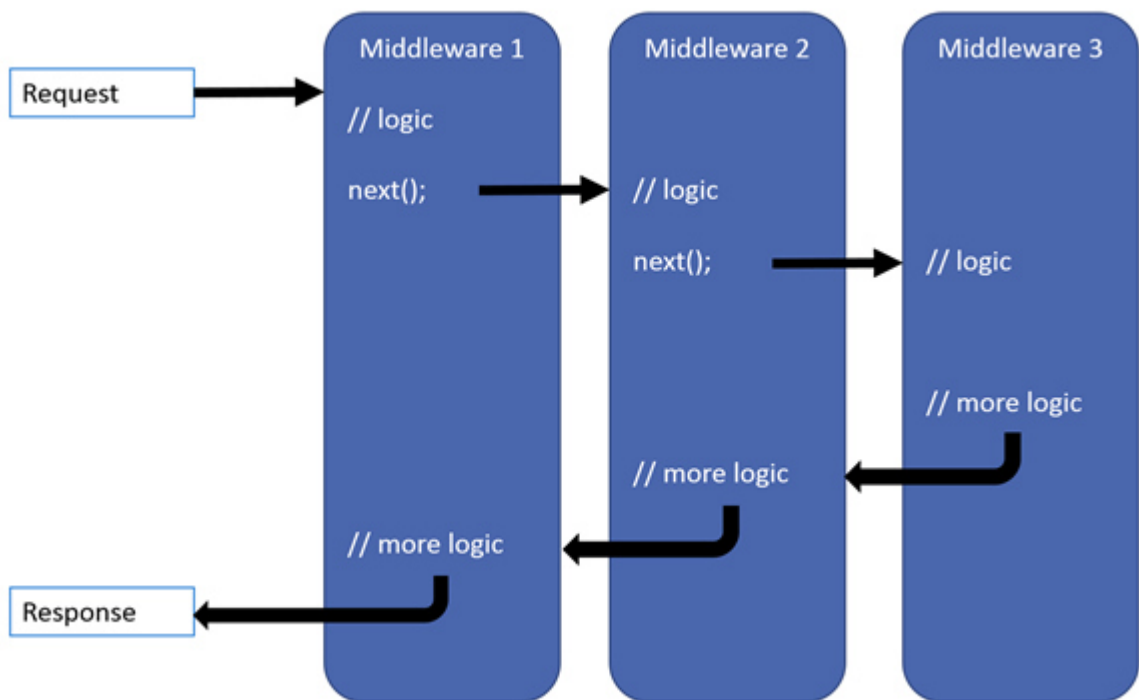 Middleware 1
Middleware 2
Middleware 3
Request
// logic
next();
// logic
next();
// logic
// more logic
// more logic
// more logic
Response